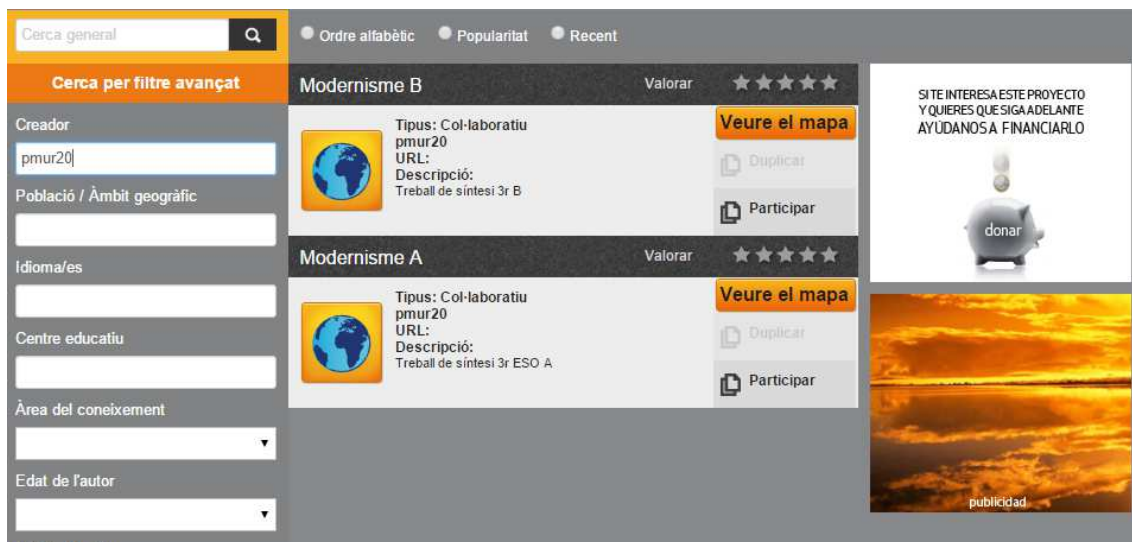 Cerca general
Ordre alfabètic Popularitat Recent
Cerca per filtre avançat
Creador
pmur20
Població / Àmbit geogràfic
Idioma/es
Centre educatiu
Àrea del coneixement
Edat de l'autor
Modernisme B Valorar
Tipus: Col·laboratiu
pmur20
URL:
Descripció:
Treball de síntesi 3r B
Veure el mapa
Duplicar
Participar
Modernisme A Valorar
Tipus: Col·laboratiu
pmur20
URL:
Descripció:
Treball de síntesi 3r ESO A
Veure el mapa
Duplicar
Participar
SI TE INTERESA ESTE PROYECTO
Y QUIERES QUE SIGA ADELANTE
AYÚDANOS A FINANCIARLO
donar
publicidad